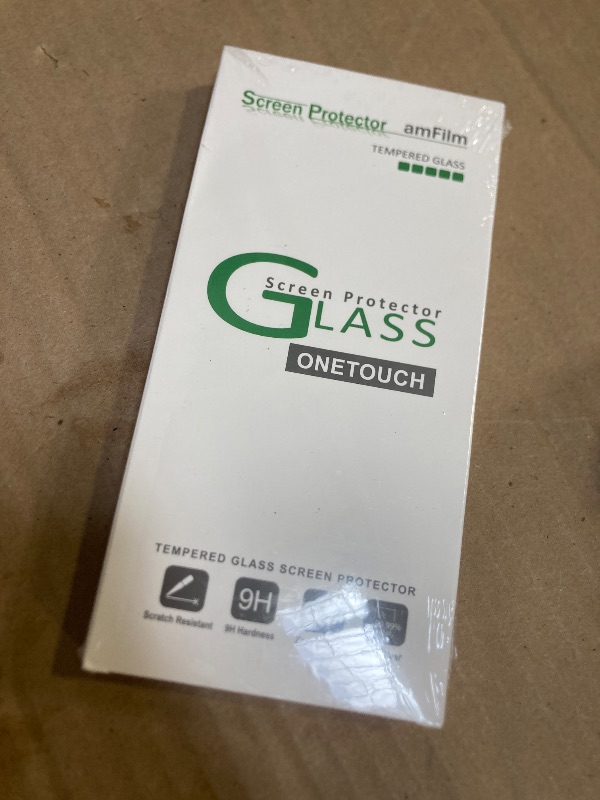 Screen Protector amFilm
TEMPERED GLASS
Screen Protector
GLASS
ONETOUCH
TEMPERED GLASS SCREEN PROTECTOR
9H
Scratch Resistant 9H Hardness